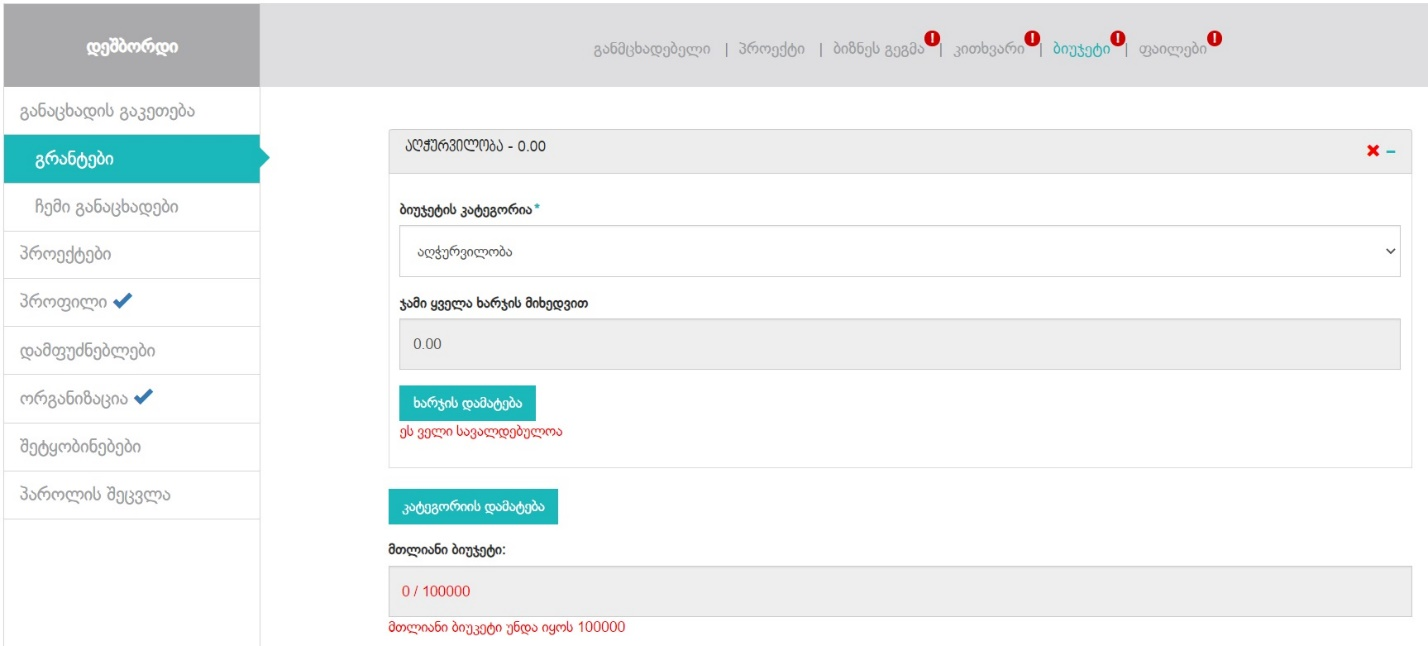 დეშბორდი
განმცხადებელი | პროექტი | ბიზნეს გეგმა ! | კითხვარი ! | ბიუჯეტი ! | ფაილები !
განაცხადის გაკეთება
გრანტები
ჩემი განაცხადები
პროექტები
პროფილი
დამფუძნებლები
ორგანიზაცია
შეტყობინებები
პაროლის შეცვლა
აღჭურვილობა - 0.00
ბიუჯეტის კატეგორია*
აღჭურვილობა
ჯამი ყველა ხარჯის მიხედვით
0.00
ხარჯის დამატება
ეს ველი სავალდებულოა
კატეგორიის დამატება
მთლიანი ბიუჯეტი:
0 / 100000
მთლიანი ბიუკეტი უნდა იყოს 100000